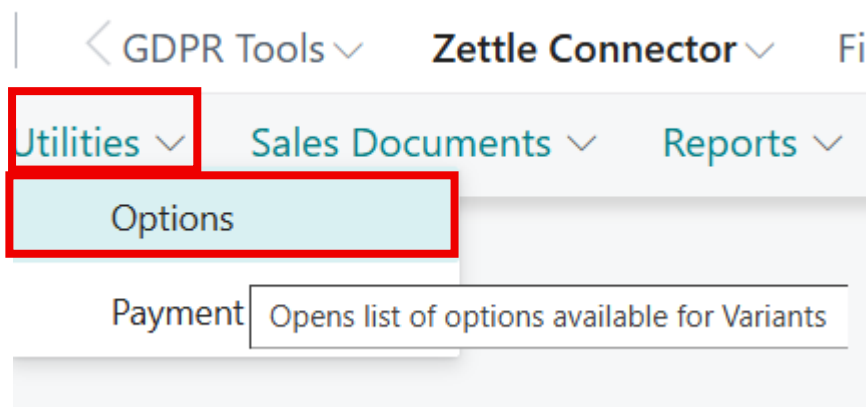 GDPR Tools Zettle Connector Fi
Utilities Sales Documents Reports
Options
Payment Opens list of options available for Variants